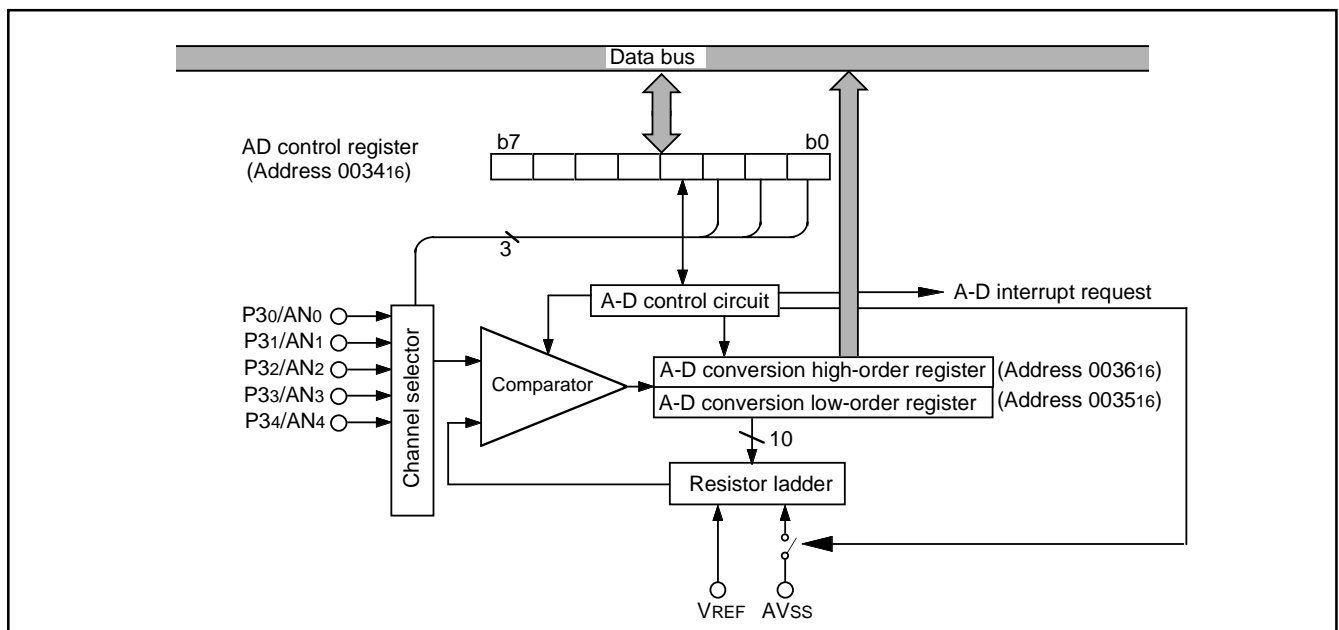 Data bus
AD control register
(Address 003416)
b7
b0
3
A-D control circuit
A-D interrupt request
P30/AN0
P31/AN1
P32/AN2
P33/AN3
P34/AN4
Channel selector
Comparator
A-D conversion high-order register
(Address 003616)
A-D conversion low-order register
(Address 003516)
10
Resistor ladder
VREF
AVSS